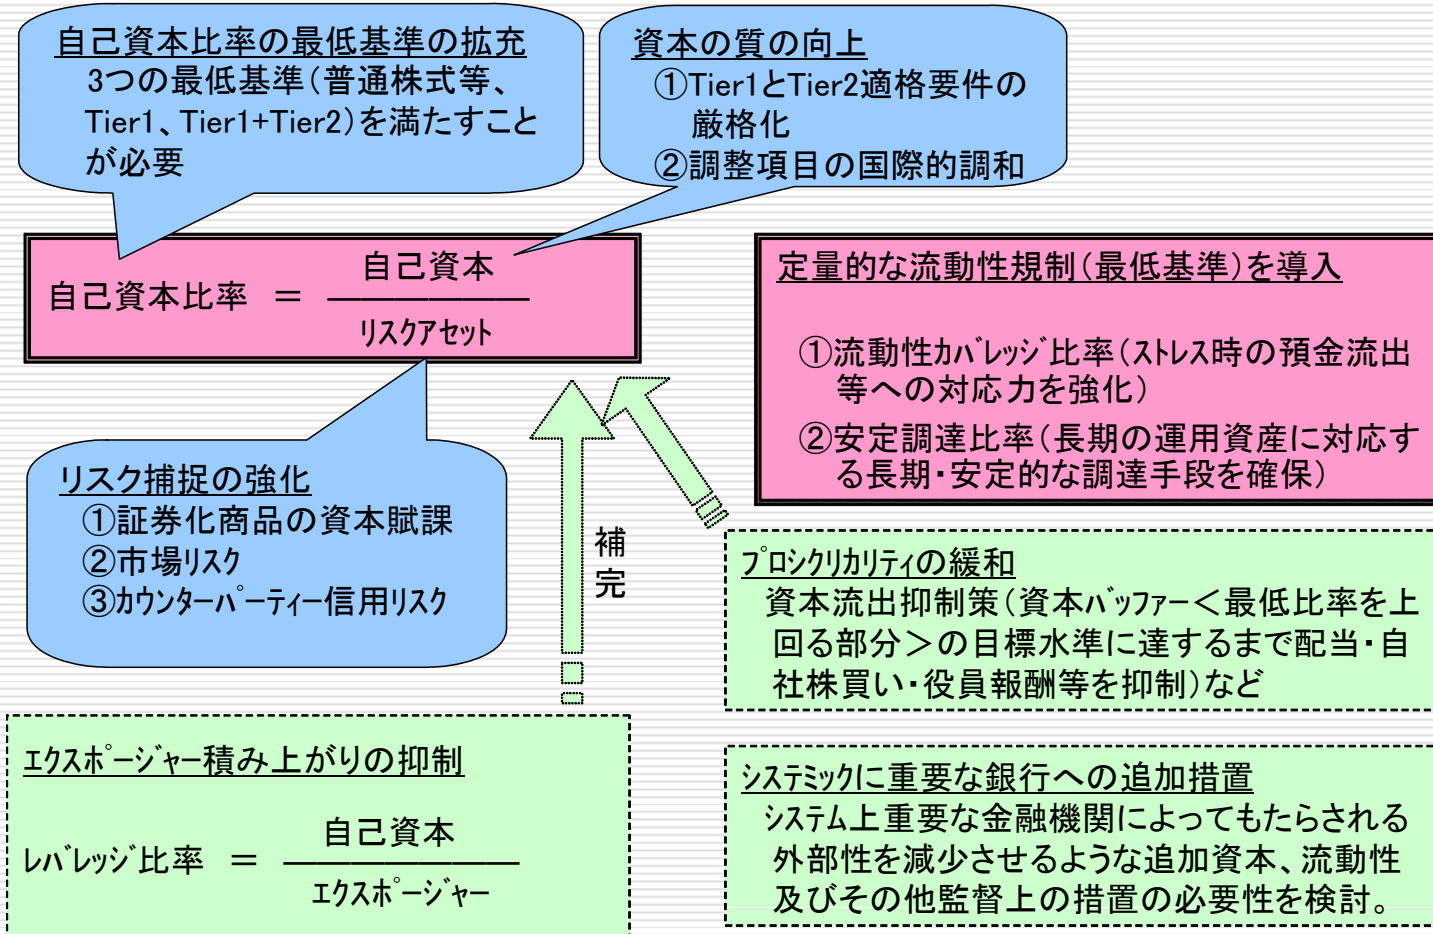 自己資本比率の最低基準の拡充
3つの最低基準（普通株式等、
Tier1、Tier1+Tier2）を満たすこと
が必要
資本の質の向上
①Tier1とTier2適格要件の
厳格化
②調整項目の国際的調和
自己資本比率 ＝ 自己資本
リスクアセット
定量的な流動性規制（最低基準）を導入
①流動性ｶﾊﾞﾚｯｼﾞ比率（ｽﾄﾚｽ時の預金流出
等への対応力を強化）
②安定調達比率（長期の運用資産に対応す
る長期・安定的な調達手段を確保）
リスク捕捉の強化
①証券化商品の資本賦課
②市場ﾘｽｸ
③ｶｳﾝﾀｰﾊﾟｰﾃｨｰ信用ﾘｽｸ
補
完
ﾌﾟﾛｼｸﾘｶﾘﾃｨの緩和
資本流出抑制策（資本ﾊﾞｯﾌｧｰ＜最低比率を上
回る部分＞の目標水準に達するまで配当・自
社株買い・役員報酬等を抑制）など
ｴｸｽﾎﾟｰｼﾞｬｰ積み上がりの抑制
ﾚﾊﾞﾚｯｼﾞ比率 ＝ 自己資本
ｴｸｽﾎﾟｰｼﾞｬｰ
ｼｽﾃﾐｯｸに重要な銀行への追加措置
ｼｽﾃﾑ上重要な金融機関によってもたらされる
外部性を減少させるような追加資本、流動性
及びその他監督上の措置の必要性を検討。